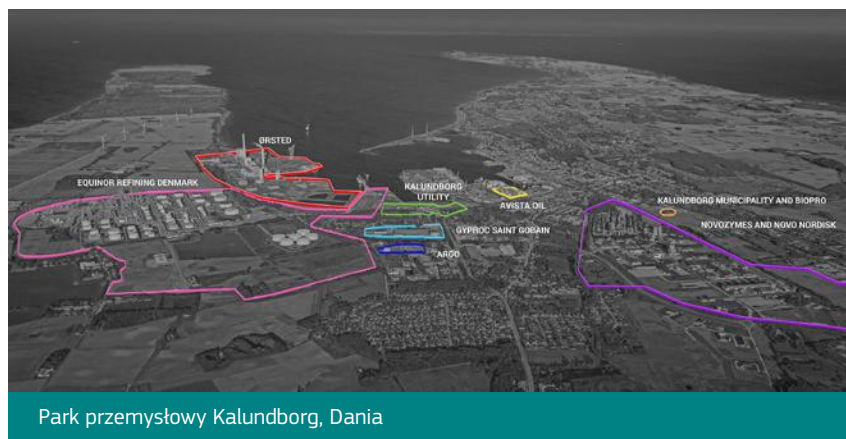 ØRSTED
EQUINOR REFINING DENMARK
KALUNDBORG
UTILITY
AVISTA OIL
KALUNDBORG MUNICIPALITY AND BIOPRO
NOVOZYMES AND NOVO NORDISK
GYPROC SAINT GOBAIN
ARGO
Park przemysłowy Kalundborg, Dania